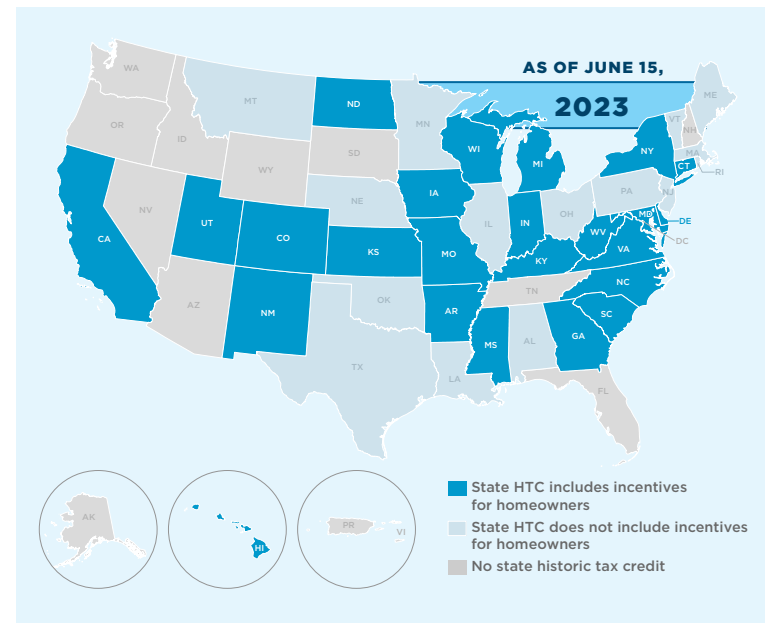 AS OF JUNE 15,
2023
WA
MT
ND
MN
ME
VT
NH
OR
ID
SD
WI
MI
NY
MA
CT
RI
WY
NE
IA
PA
NJ
NV
UT
CO
KS
MO
IL
IN
OH
WV
MD
DE
DC
CA
KY
VA
AZ
NM
OK
AR
TN
NC
SC
TX
LA
MS
AL
GA
FL
AK
HI
PR
VI
State HTC includes incentives
for homeowners
State HTC does not include incentives
for homeowners
No state historic tax credit